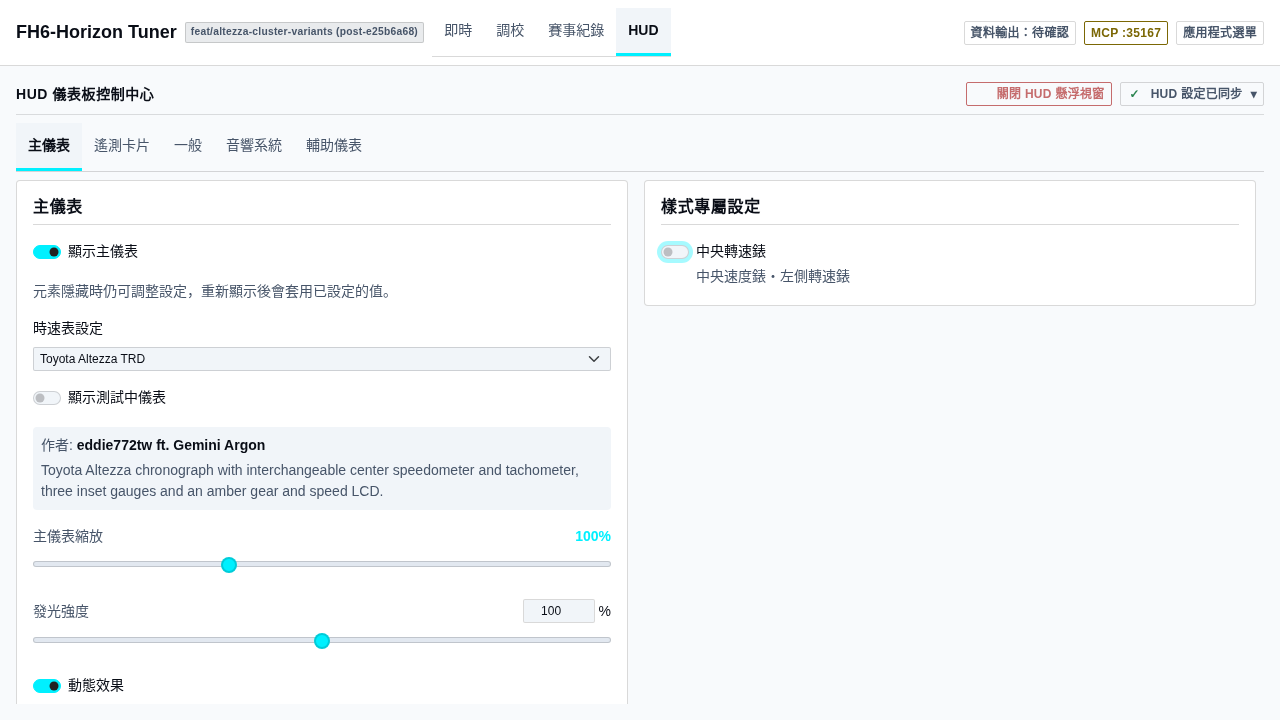 FH6-Horizon Tuner feat/altezza-cluster-variants (post-e25b6a68) 即時 調校 賽事紀錄 HUD 資料輸出：待確認 MCP :35167 應用程式選單
HUD 儀表板控制中心 關閉 HUD 懸浮視窗 ✓ HUD 設定已同步 ▾
主儀表 遙測卡片 一般 音響系統 輔助儀表
主儀表
顯示主儀表
元素隱藏時仍可調整設定，重新顯示後會套用已設定的值。
時速表設定
Toyota Altezza TRD
顯示測試中儀表
作者: eddie772tw ft. Gemini Argon
Toyota Altezza chronograph with interchangeable center speedometer and tachometer,
three inset gauges and an amber gear and speed LCD.
主儀表縮放 100%
發光強度 100 %
動態效果
樣式專屬設定
中央轉速錶
中央速度錶・左側轉速錶